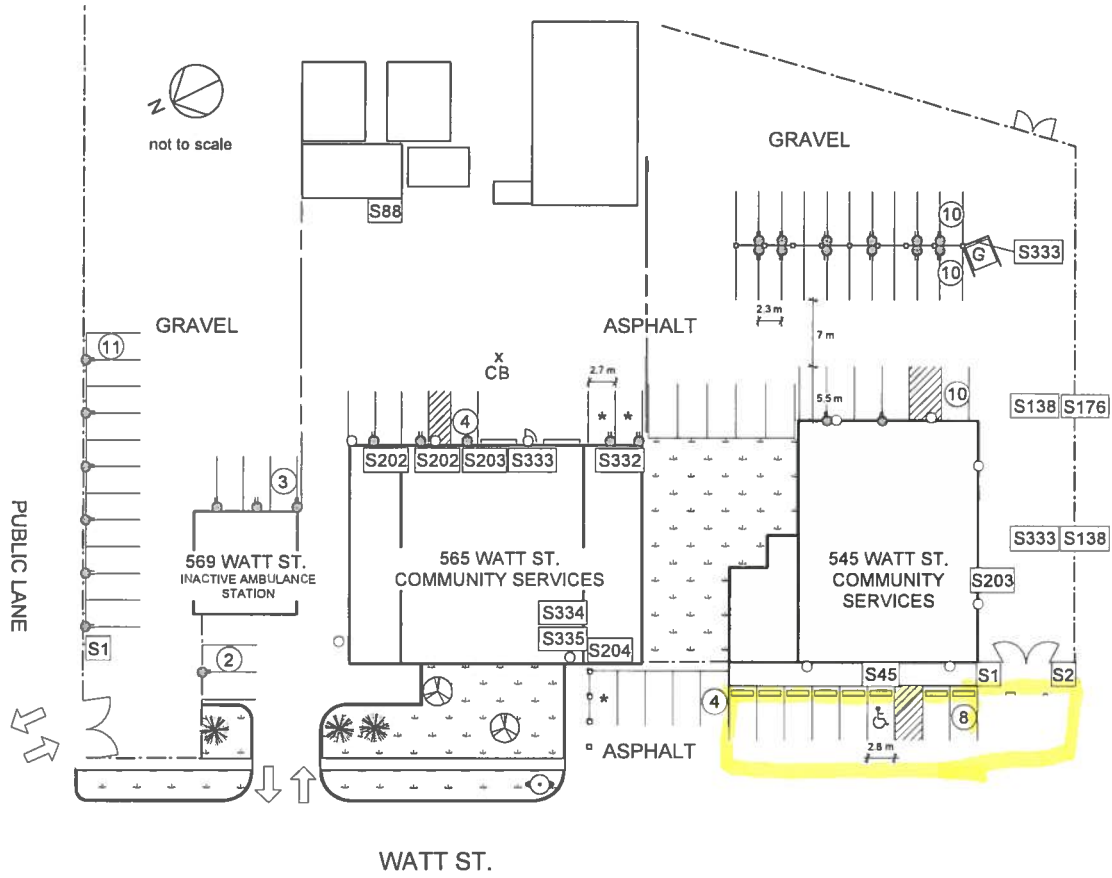 N
not to scale
S88
GRAVEL
10
G
S333
10
2.3 m
GRAVEL
ASPHALT
7 m
11
X
CB
2.7 m
* *
5.5 m
10
S138 S176
4
S202 S202 S203 S333 S332
3
PUBLIC LANE
569 WATT ST.
INACTIVE AMBULANCE
STATION
565 WATT ST.
COMMUNITY SERVICES
545 WATT ST.
COMMUNITY
SERVICES
S333 S138
S203
S334
S335
S204
S1
2
S45
S1
S2
*
4
8
ASPHALT
2.6 m
WATT ST.